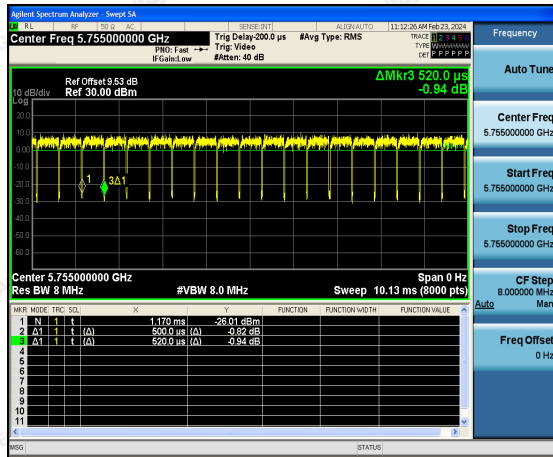 Agilent Spectrum Analyzer - Swept SA
RL RF 50 Ω AC SENSE:INT ALIGN AUTO 11:12:26 AM Feb 23, 2024
Center Freq 5.755000000 GHz
PNO: Fast
IFGain:Low
Trig Delay-200.0 μs
Trig: Video
#Atten: 40 dB
#Avg Type: RMS
TRACE 1 2 3 4 5 6
TYPE WWWWWW
DET P P P P P P
Ref Offset 9.53 dB
Ref 30.00 dBm
10 dB/div
Log
ΔMkr3 520.0 μs
-0.94 dB
20.0
10.0
0.00
-10.0
-20.0
-30.0
-40.0
-50.0
-60.0
1
3Δ1
Center 5.755000000 GHz Span 0 Hz
Res BW 8 MHz #VBW 8.0 MHz Sweep 10.13 ms (8000 pts)
MKR MODE TRC SCL X Y FUNCTION FUNCTION WIDTH FUNCTION VALUE
1 N 1 t 1.170 ms -26.01 dBm
2 Δ1 1 t (Δ) 500.0 μs (Δ) -0.82 dB
3 Δ1 1 t (Δ) 520.0 μs (Δ) -0.94 dB
4
5
6
7
8
9
10
11
MSG STATUS
Frequency
Auto Tune
Center Freq
5.755000000 GHz
Start Freq
5.755000000 GHz
Stop Freq
5.755000000 GHz
CF Step
8.000000 MHz
Auto Man
Freq Offset
0 Hz